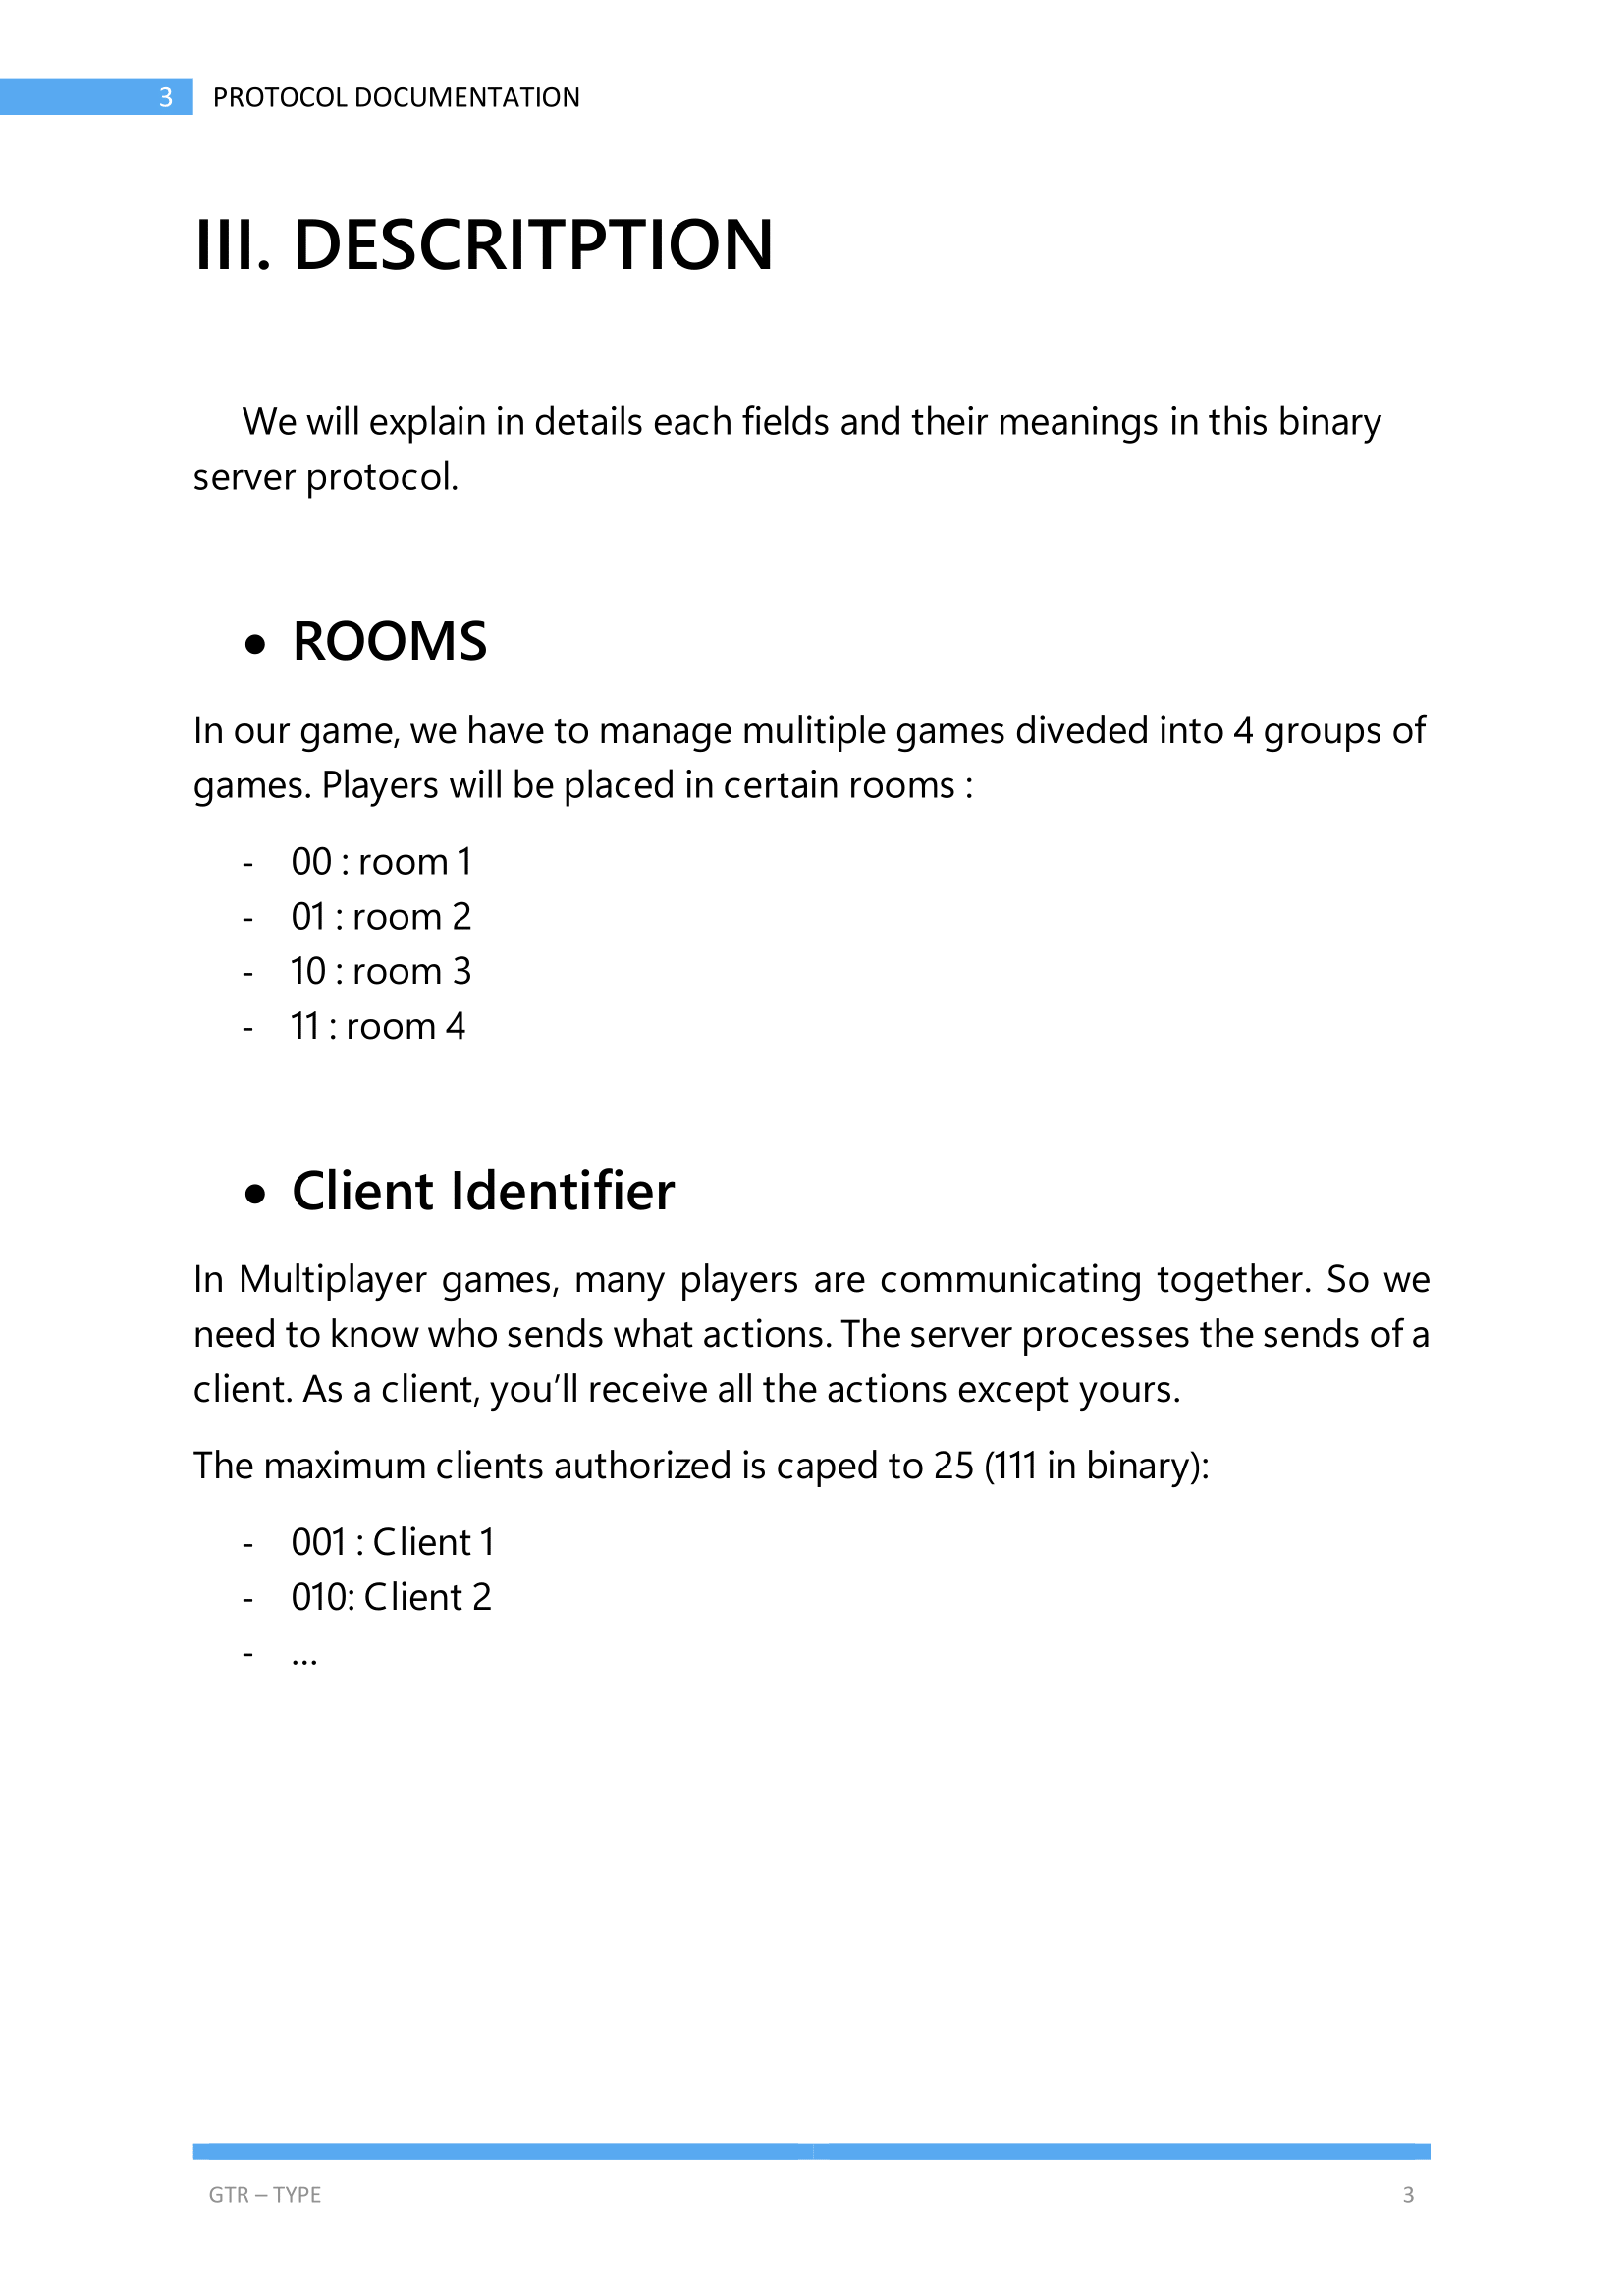 3 PROTOCOL DOCUMENTATION
III. DESCRITPTION
We will explain in details each fields and their meanings in this binary
server protocol.
• ROOMS
In our game, we have to manage mulitiple games diveded into 4 groups of
games. Players will be placed in certain rooms :
- 00 : room 1
- 01 : room 2
- 10 : room 3
- 11 : room 4
• Client Identifier
In Multiplayer games, many players are communicating together. So we
need to know who sends what actions. The server processes the sends of a
client. As a client, you’ll receive all the actions except yours.
The maximum clients authorized is caped to 25 (111 in binary):
- 001 : Client 1
- 010: Client 2
- ...
GTR – TYPE 3